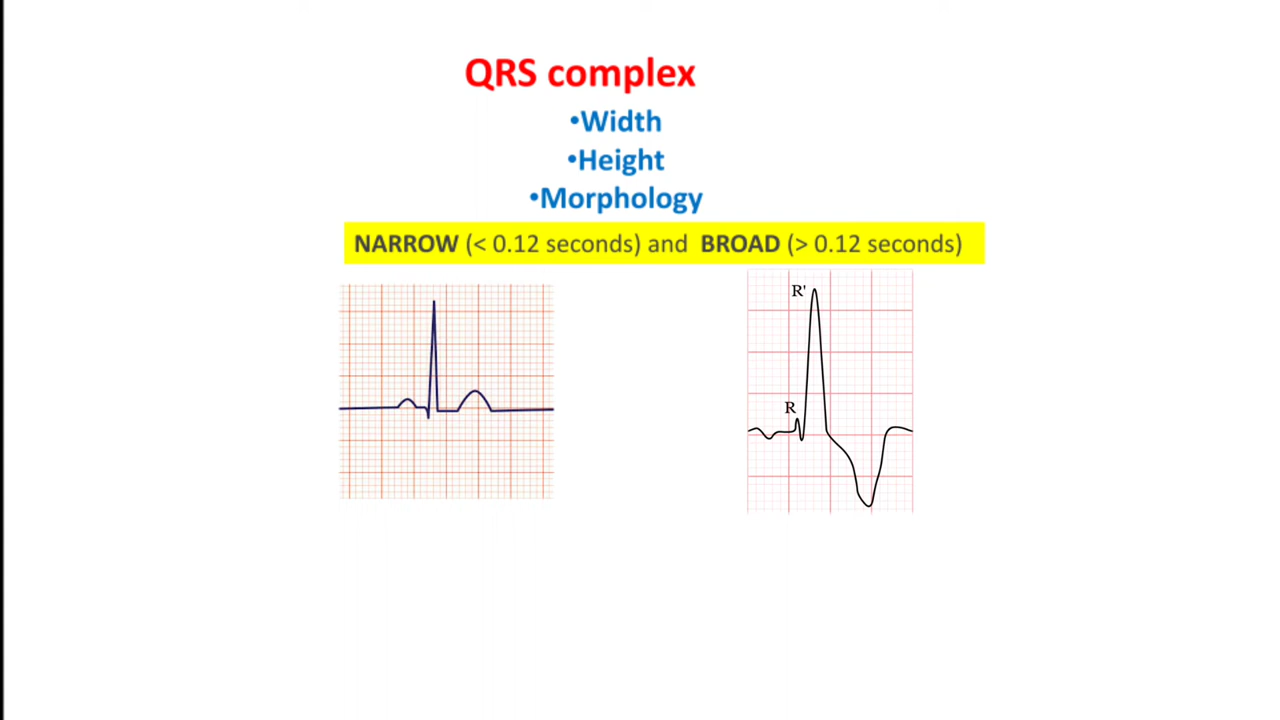 QRS complex
•Width
•Height
•Morphology
NARROW (< 0.12 seconds) and BROAD (> 0.12 seconds)
R'
R